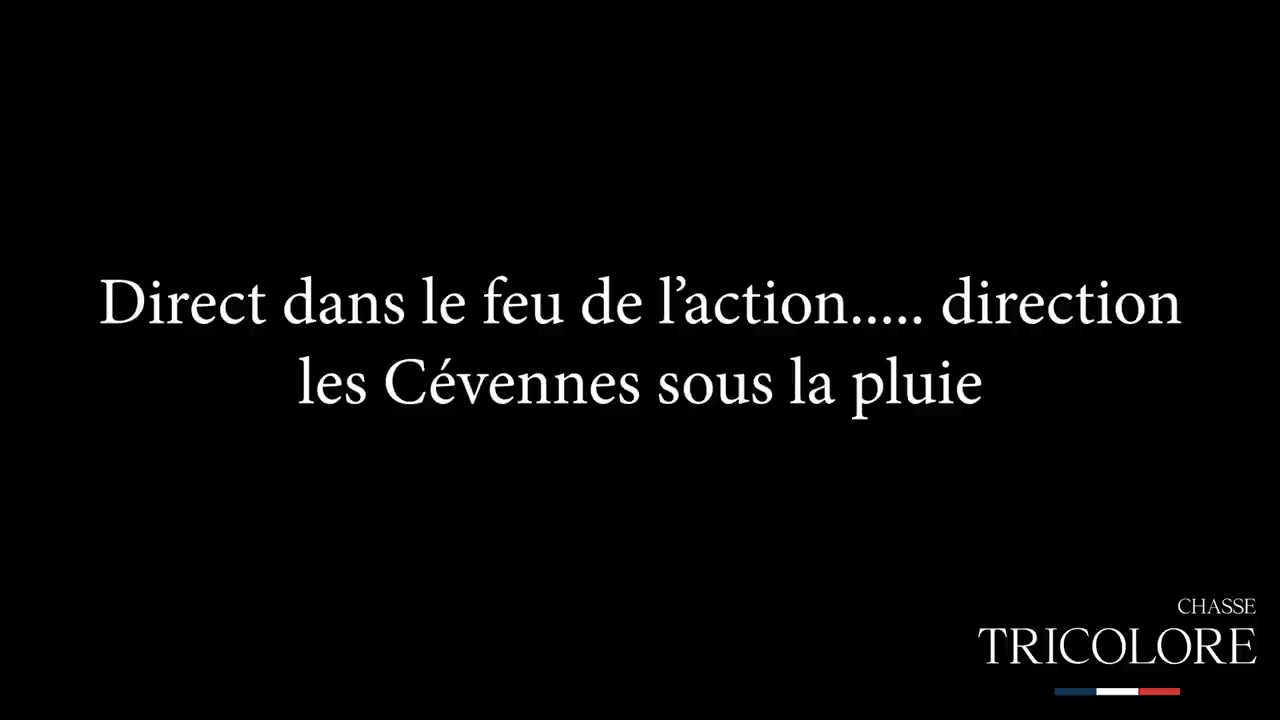 Direct dans le feu de l’action..... direction
les Cévennes sous la pluie
CHASSE
TRICOLORE